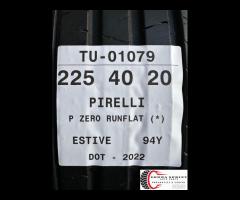 TU-01079
225 40 20
PIRELLI
P ZERO RUNFLAT (*)
ESTIVE 94Y
DOT - 2022